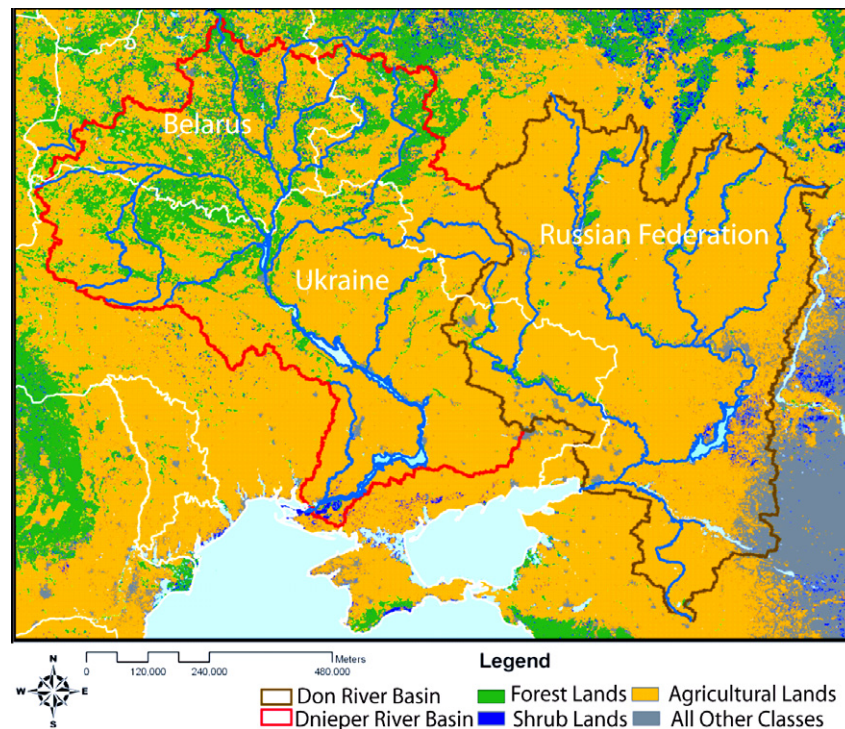 Belarus
Russian Federation
Ukraine
N
W E
S
0 120,000 240,000 480,000 Meters
Legend
Don River Basin
Forest Lands
Agricultural Lands
Dnieper River Basin
Shrub Lands
All Other Classes